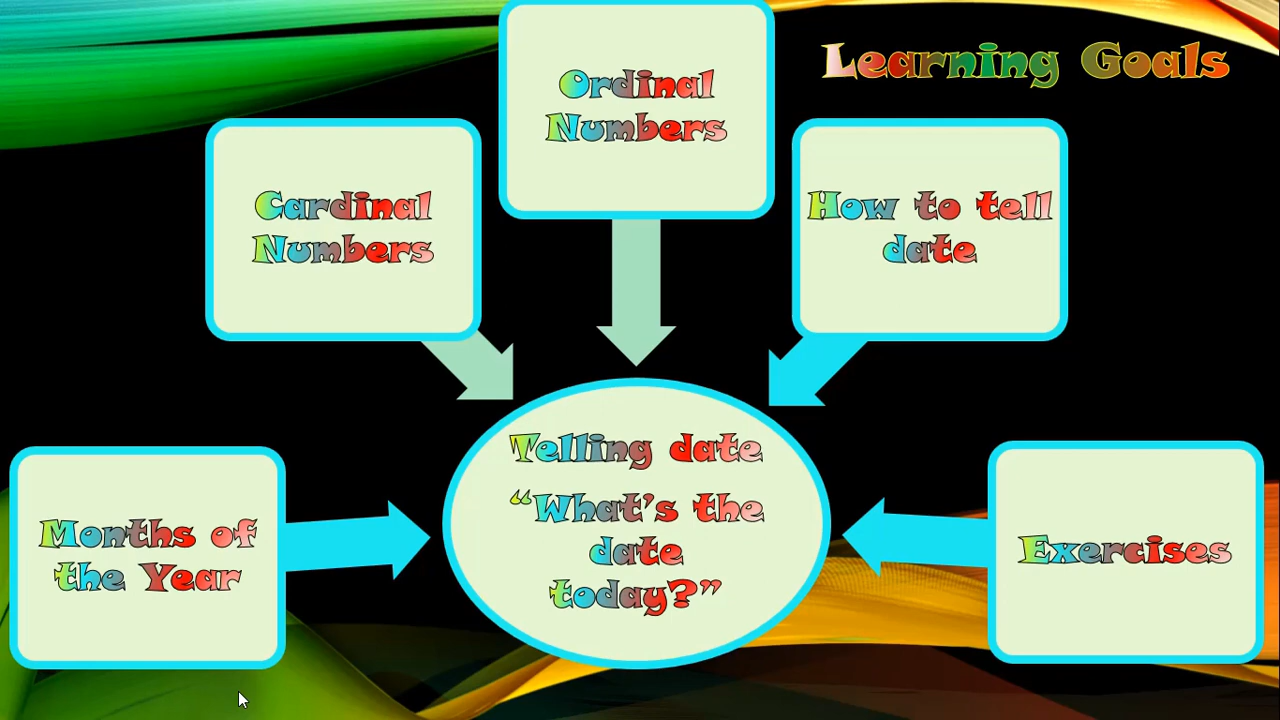 Learning Goals
Ordinal
Numbers
Cardinal
Numbers
How to tell
date
Months of
the Year
Telling date
“What’s the
date
today?”
Exercises